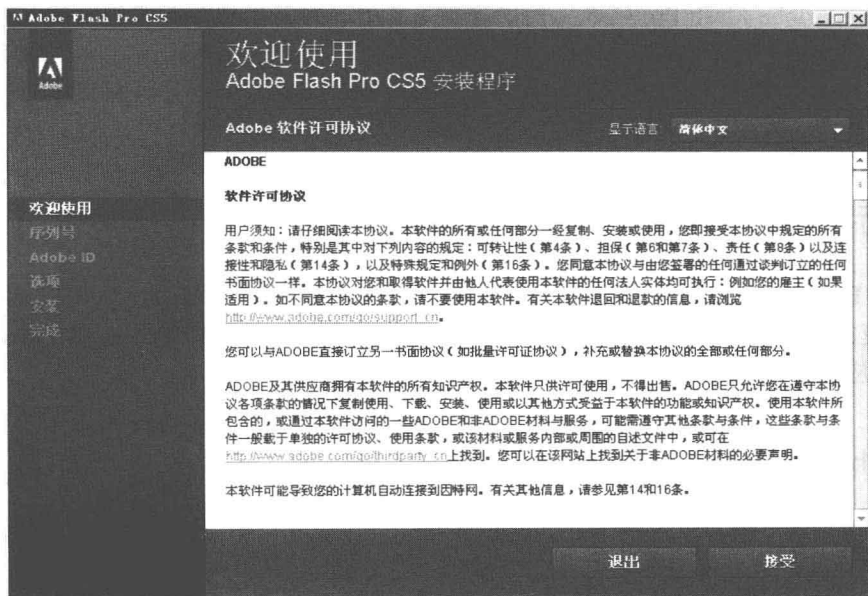 Adobe Flash Pro CS5
Adobe
欢迎使用
Adobe Flash Pro CS5 安装程序
Adobe 软件许可协议
显示语言
简体中文
欢迎使用
序列号
Adobe ID
选项
安装
完成
ADOBE
软件许可协议
用户须知：请仔细阅读本协议。本软件的所有或任何部分一经复制、安装或使用，您即接受本协议中规定的所有
条款和条件，特别是其中对下列内容的规定：可转让性（第4条）、担保（第6和第7条）、责任（第8条）以及连
接性和隐私（第14条），以及特殊规定和例外（第16条）。您同意本协议与由您签署的任何通过谈判订立的任何
书面协议一样。本协议对您和取得软件并由他人代表使用本软件的任何法人实体均可执行：例如您的雇主（如果
适用）。如不同意本协议的条款，请不要使用本软件。有关本软件退回和退款的信息，请浏览
http://www.adobe.com/go/support_cn。
您可以与ADOBE直接订立另一书面协议（如批量许可证协议），补充或替换本协议的全部或任何部分。
ADOBE及其供应商拥有本软件的所有知识产权。本软件只供许可使用，不得出售。ADOBE只允许您在遵守本协
议各项条款的情况下复制使用、下载、安装、使用或以其他方式受益于本软件的功能或知识产权。使用本软件所
包含的，或通过本软件访问的一些ADOBE和非ADOBE材料与服务，可能需遵守其他条款与条件，这些条款与条
件一般载于单独的许可协议、使用条款，或该材料或服务内部或周围的自述文件中，或可在
http://www.adobe.com/go/thirdparty_cn上找到。您可以在该网站上找到关于非ADOBE材料的必要声明。
本软件可能导致您的计算机自动连接到因特网。有关其他信息，请参见第14和16条。
退出
接受